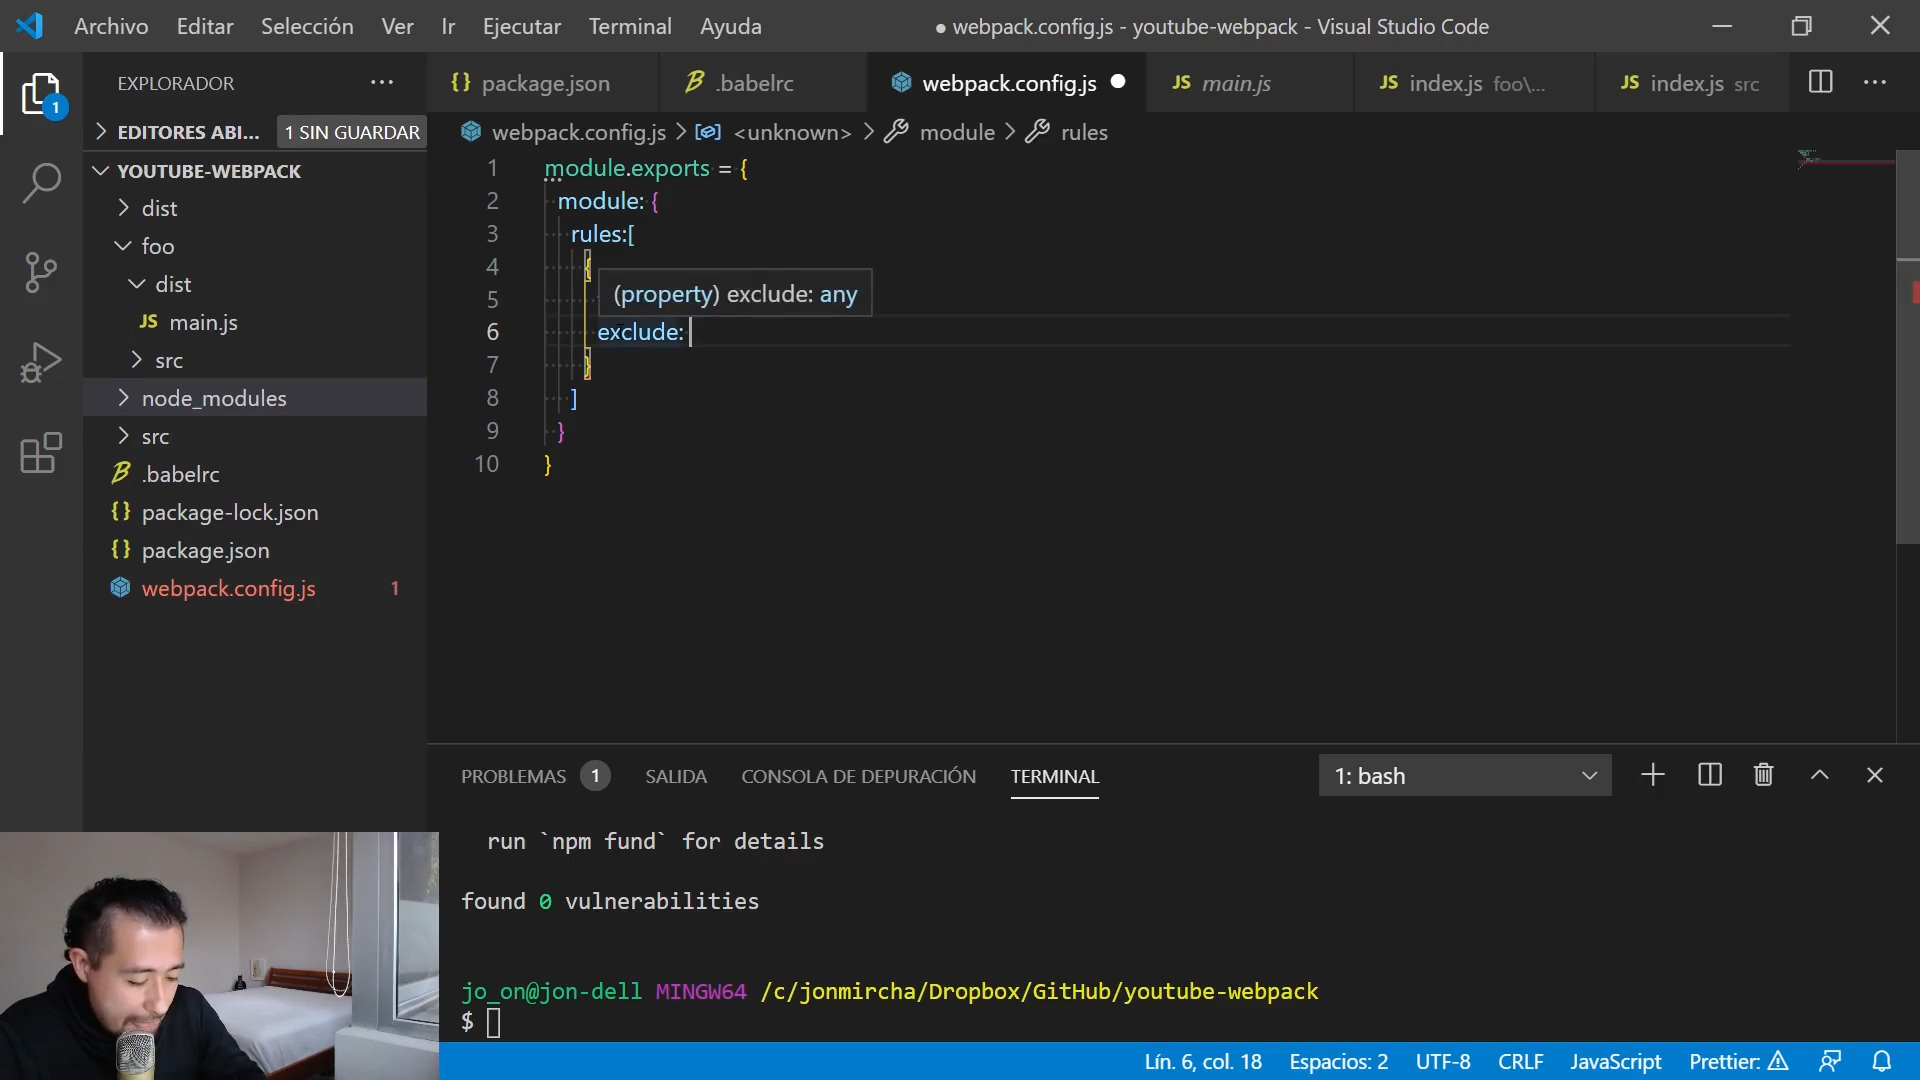 Archivo Editar Selección Ver Ir Ejecutar Terminal Ayuda
● webpack.config.js - youtube-webpack - Visual Studio Code
EXPLORADOR
{} package.json
.babelrc
webpack.config.js
JS main.js
JS index.js foo\...
JS index.js src
1
EDITORES ABI... 1 SIN GUARDAR
YOUTUBE-WEBPACK
dist
foo
dist
JS main.js
src
node_modules
src
.babelrc
{} package-lock.json
{} package.json
webpack.config.js 1
webpack.config.js > <unknown> > module > rules
1 module.exports = {
2 module: {
3 rules:[
4 {
5
(property) exclude: any
6 exclude:
7 }
8 ]
9 }
10 }
PROBLEMAS 1 SALIDA CONSOLA DE DEPURACIÓN TERMINAL 1: bash
run `npm fund` for details
found 0 vulnerabilities
jo_on@jon-dell MINGW64 /c/jonmircha/Dropbox/GitHub/youtube-webpack
$
Lín. 6, col. 18 Espacios: 2 UTF-8 CRLF JavaScript Prettier: